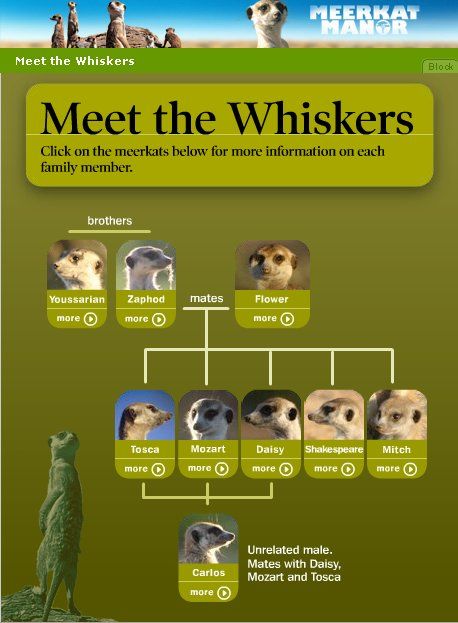 MEERKAT
MANOR
Meet the Whiskers
Block
Meet the Whiskers
Click on the meerkats below for more information on each
family member.
brothers
Youssarian
more
Zaphod
more
mates
Flower
more
Tosca
more
Mozart
more
Daisy
more
Shakespeare
more
Mitch
more
Carlos
more
Unrelated male.
Mates with Daisy,
Mozart and Tosca